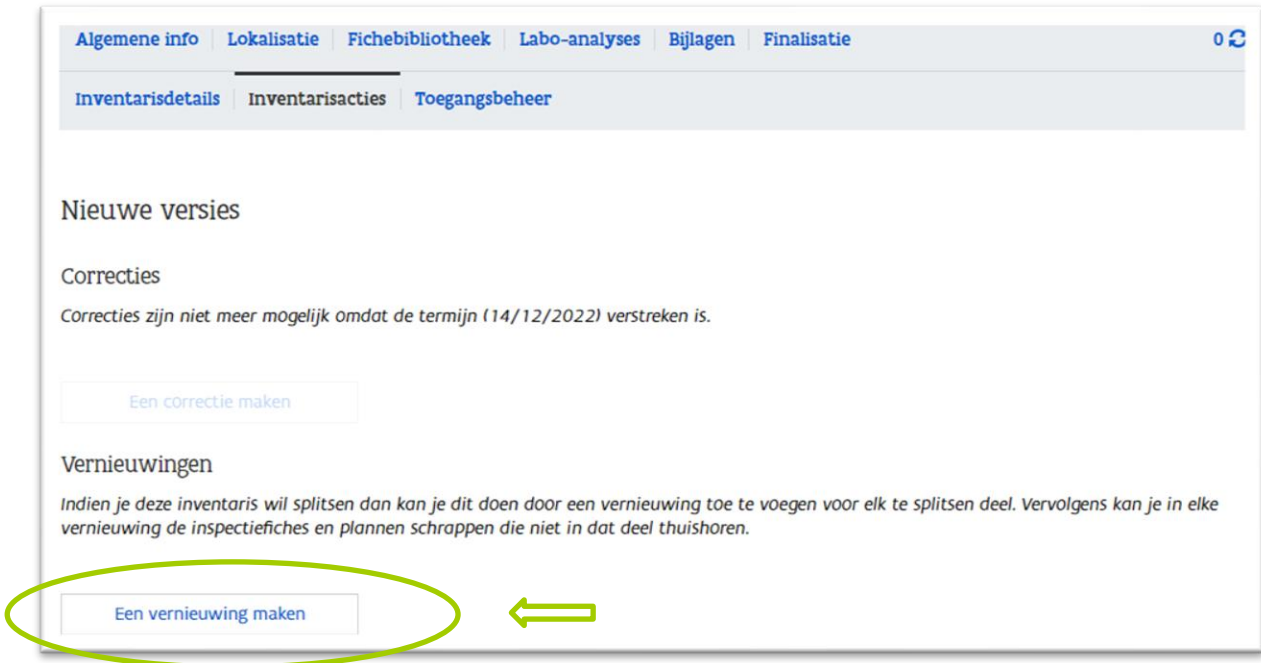 Algemene info Lokalisatie Fichebibliotheek Labo-analyses Bijlagen Finalisatie 0
Inventarisdetails Inventarisacties Toegangsbeheer
Nieuwe versies
Correcties
Correcties zijn niet meer mogelijk omdat de termijn (14/12/2022) verstreken is.
Een correctie maken
Vernieuwingen
Indien je deze inventaris wil splitsen dan kan je dit doen door een vernieuwing toe te voegen voor elk te splitsen deel. Vervolgens kan je in elke
vernieuwing de inspectiefiches en plannen schrappen die niet in dat deel thuishoren.
Een vernieuwing maken